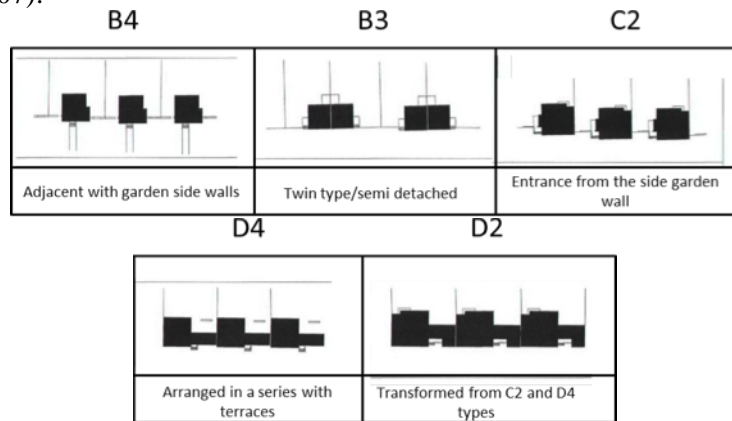 B4 B3 C2
Adjacent with garden side walls
Twin type/semi detached
Entrance from the side garden
wall
D4 D2
Arranged in a series with
terraces
Transformed from C2 and D4
types